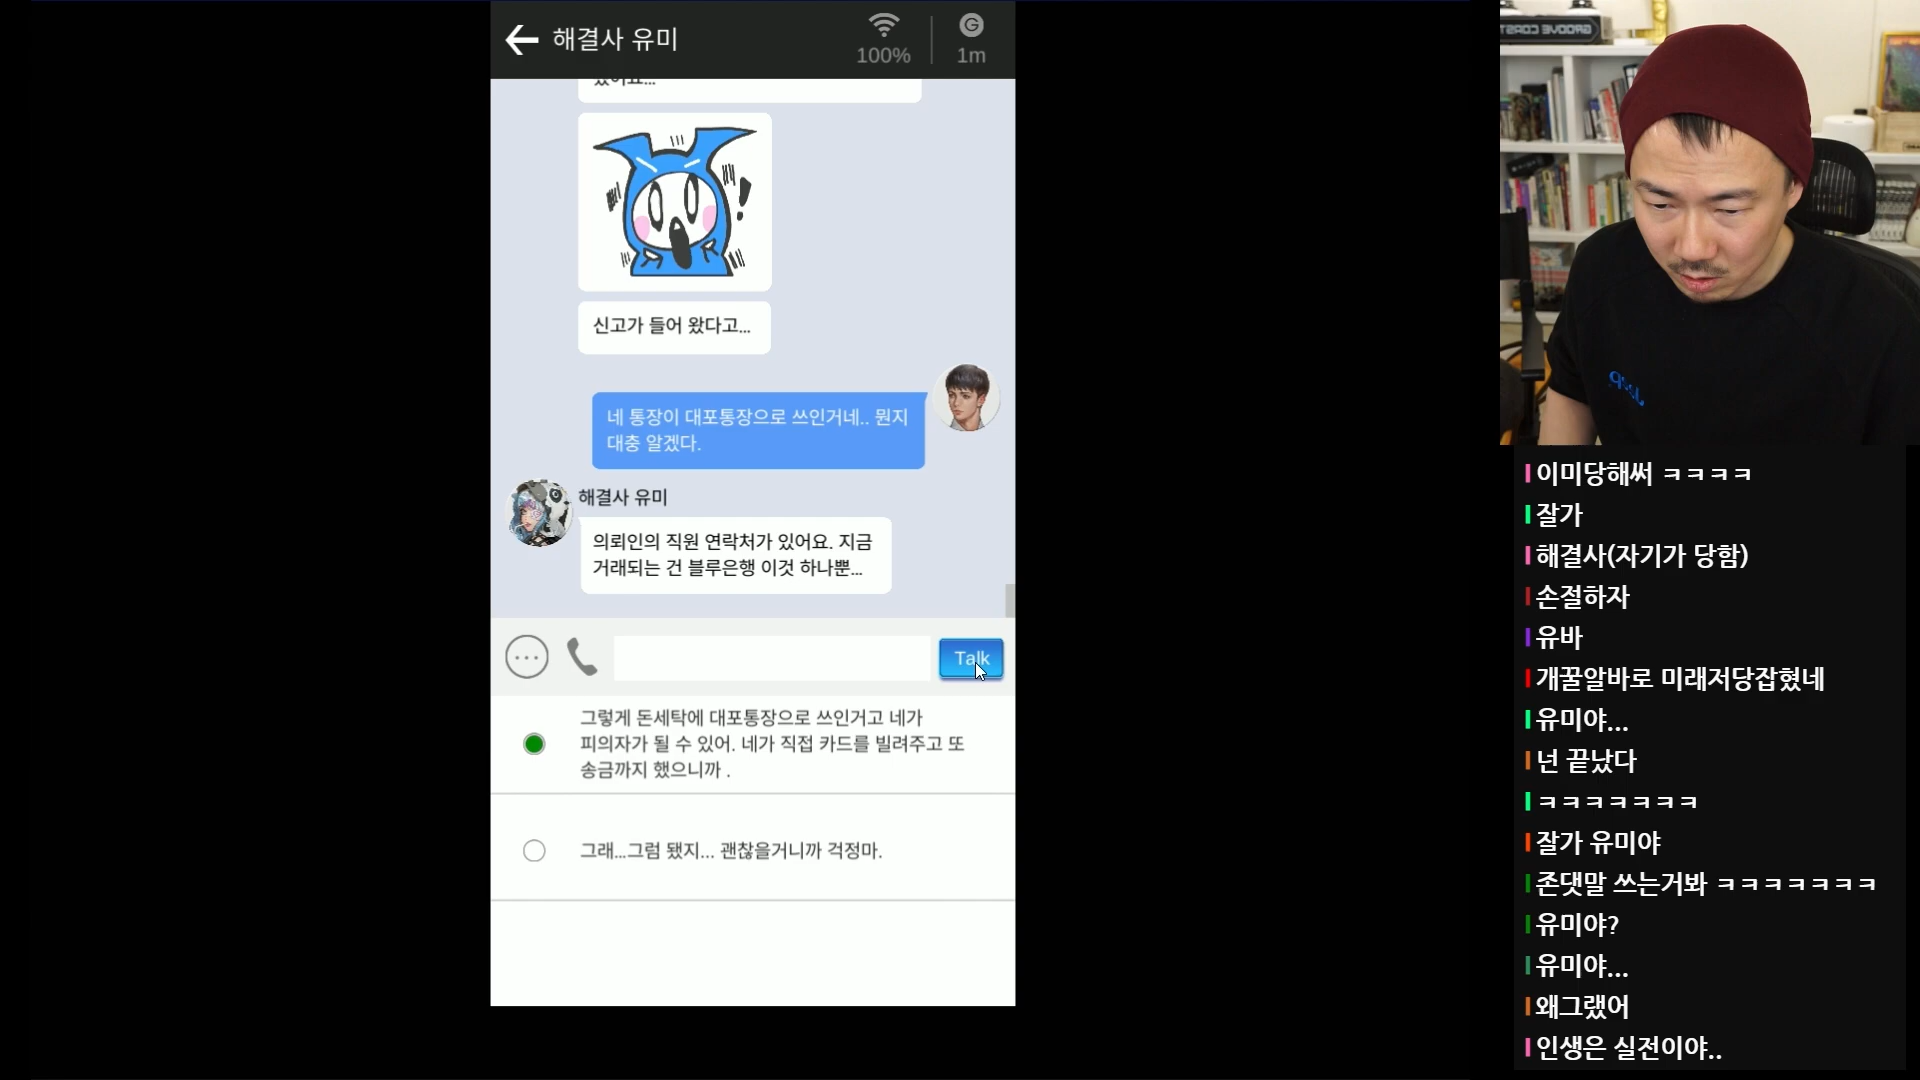 해결사 유미
100%
G
1m
있어요...
신고가 들어 왔다고...
네 통장이 대포통장으로 쓰인거네.. 뭔지
대충 알겠다.
해결사 유미
의뢰인의 직원 연락처가 있어요. 지금
거래되는 건 블루은행 이것 하나뿐...
Talk
그렇게 돈세탁에 대포통장으로 쓰인거고 네가
피의자가 될 수 있어. 네가 직접 카드를 빌려주고 또
송금까지 했으니까 .
그래...그럼 됐지... 괜찮을거니까 걱정마.
GROOVE COASTER
이미당해써 ㅋㅋㅋㅋ
잘가
해결사(자기가 당함)
손절하자
유바
개꿀알바로 미래저당잡혔네
유미야...
넌 끝났다
ㅋㅋㅋㅋㅋㅋㅋ
잘가 유미야
존댓말 쓰는거봐 ㅋㅋㅋㅋㅋㅋㅋ
유미야?
유미야...
왜그랬어
인생은 실전이야..